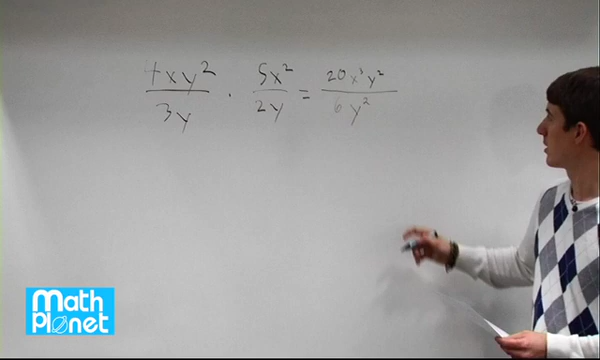 4xy² / 3y · 5x² / 2y = 20x³y² / 6y²
Math
Planet